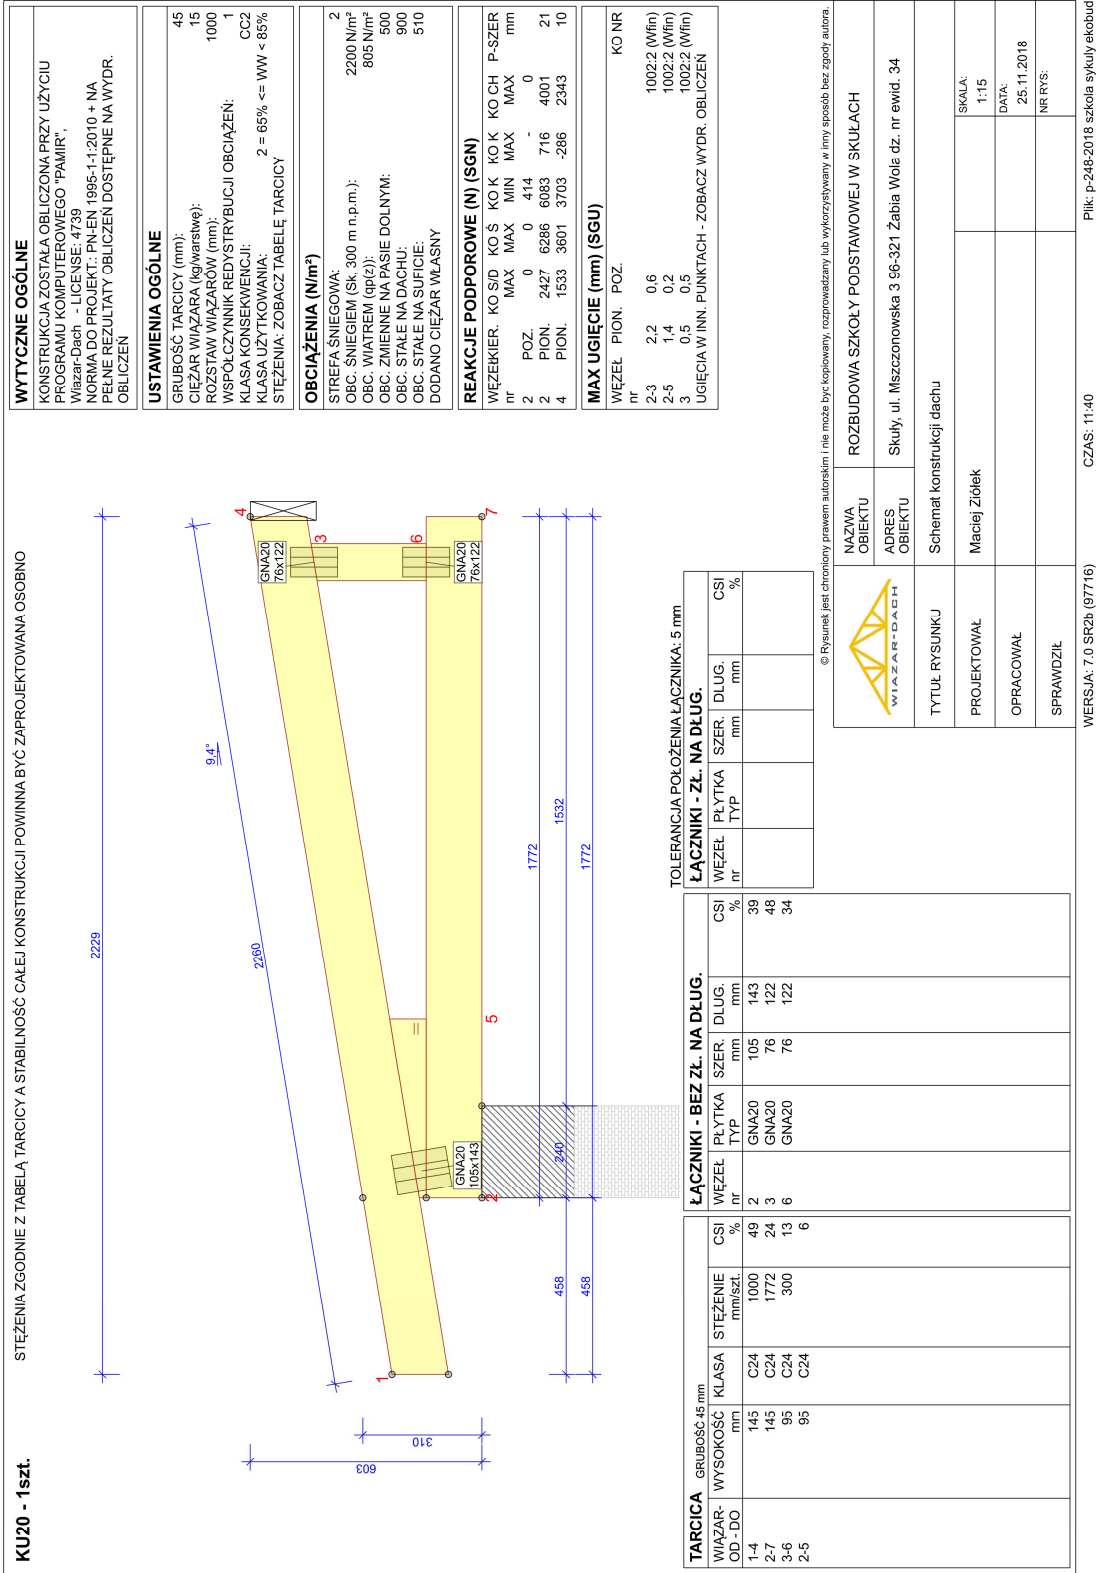 KU20 - 1szt.
STĘŻENIA ZGODNIE Z TABELĄ TARCICY A STABILNOŚĆ CAŁEJ KONSTRUKCJI POWINNA BYĆ ZAPROJEKTOWANA OSOBNO
2229
2260
9,4°
603
310
1
2
3
4
5
6
7
=
GNA20
105x143
GNA20
76x122
GNA20
76x122
1772
458
240
1532
458
1772
WYTYCZNE OGÓLNE
KONSTRUKCJA ZOSTAŁA OBLICZONA PRZY UŻYCIU
PROGRAMU KOMPUTEROWEGO "PAMIR",
Wiazar-Dach - LICENSE: 4739
NORMA DO PROJEKT.: PN-EN 1995-1-1:2010 + NA
PEŁNE REZULTATY OBLICZEŃ DOSTĘPNE NA WYDR.
OBLICZEŃ
USTAWIENIA OGÓLNE
GRUBOŚĆ TARCICY (mm): 45
CIĘŻAR WIĄZARA (kg/warstwę): 15
ROZSTAW WIĄZARÓW (mm): 1000
WSPÓŁCZYNNIK REDYSTRYBUCJI OBCIĄŻEŃ: 1
KLASA KONSEKWENCJI: CC2
KLASA UŻYTKOWANIA: 2 = 65% <= WW < 85%
STĘŻENIA: ZOBACZ TABELĘ TARCICY
OBCIĄŻENIA (N/m²)
STREFA ŚNIEGOWA: 2
OBC. ŚNIEGIEM (Sk, 300 m n.p.m.): 2200 N/m²
OBC. WIATREM (qp(z)): 805 N/m²
OBC. ZMIENNE NA PASIE DOLNYM: 500
OBC. STAŁE NA DACHU: 900
OBC. STAŁE NA SUFICIE: 510
DODANO CIĘŻAR WŁASNY
REAKCJE PODPOROWE (N) (SGN)
WĘZEŁ KIER. KO S/D KO Ś KO K KO K KO CH P-SZER
nr MAX MAX MIN MAX MAX mm
2 POZ. 0 0 414 - 0
2 PION. 2427 6286 6083 716 4001 21
4 PION. 1533 3601 3703 -286 2343 10
MAX UGIĘCIE (mm) (SGU)
WĘZEŁ PION. POZ. KO NR
nr
2-3 2,2 0,6 1002:2 (Wfin)
2-5 1,4 0,2 1002:2 (Wfin)
3 0,5 0,5 1002:2 (Wfin)
UGIĘCIA W INN. PUNKTACH - ZOBACZ WYDR. OBLICZEŃ
TARCICA GRUBOŚĆ 45 mm
WIĄZAR- WYSOKOŚĆ KLASA STĘŻENIE CSI
OD - DO mm mm/szt. %
1-4 145 C24 1000 49
2-7 145 C24 1772 24
3-6 95 C24 300 13
2-5 95 C24 6
ŁĄCZNIKI - BEZ ZŁ. NA DŁUG.
WĘZEŁ PŁYTKA SZER. DLUG. CSI
nr TYP mm mm %
2 GNA20 105 143 39
3 GNA20 76 122 48
6 GNA20 76 122 34
TOLERANCJA POŁOŻENIA ŁĄCZNIKA: 5 mm
ŁĄCZNIKI - ZŁ. NA DŁUG.
WĘZEŁ PŁYTKA SZER. DLUG. CSI
nr TYP mm mm %
© Rysunek jest chroniony prawem autorskim i nie może być kopiowany, rozprowadzany lub wykorzystywany w inny sposób bez zgody autora.
WIAZAR-DACH
NAZWA OBIEKTU ROZBUDOWA SZKOŁY PODSTAWOWEJ W SKUŁACH
ADRES OBIEKTU Skuły, ul. Mszczonowska 3 96-321 Żabia Wola dz. nr ewid. 34
TYTUŁ RYSUNKU Schemat konstrukcji dachu
PROJEKTOWAŁ Maciej Ziółek
OPRACOWAŁ
SPRAWDZIŁ
SKALA:
1:15
DATA:
25.11.2018
NR RYS:
WERSJA: 7.0 SR2b (97716) CZAS: 11:40 Plik: p-248-2018 szkola sykuly ekobud